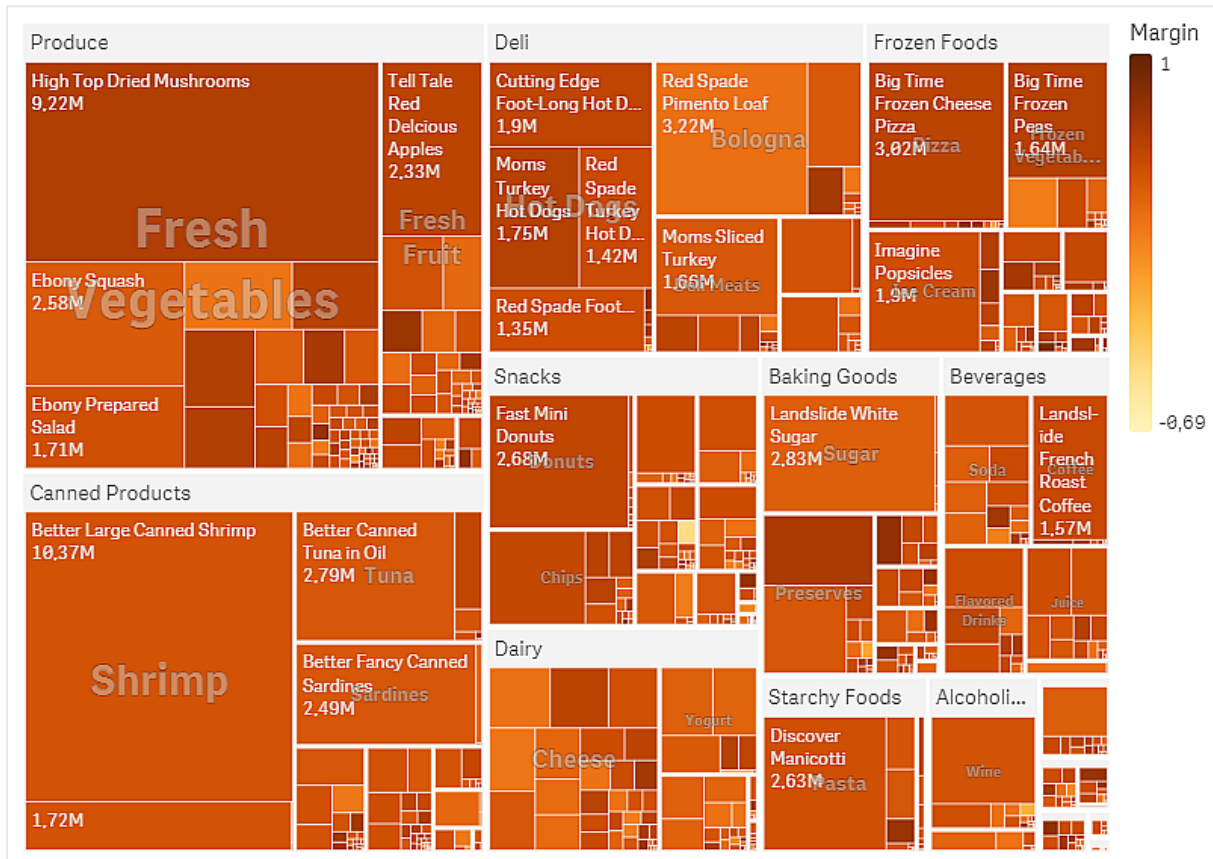 Produce
High Top Dried Mushrooms
9,22M
Tell Tale
Red
Delcious
Apples
2,33M
Fresh
Vegetables
Fresh
Fruit
Ebony Squash
2,58M
Ebony Prepared
Salad
1,71M
Canned Products
Better Large Canned Shrimp
10,37M
Shrimp
1,72M
Better Canned
Tuna in Oil
2,79M
Tuna
Better Fancy Canned
Sardines
2,49M
Sardines
Deli
Cutting Edge
Foot-Long Hot D...
1,9M
Moms
Turkey
Hot Dogs
1,75M
Red
Spade
Turkey
Hot D...
1,42M
Hot Dogs
Red Spade Foot...
1,35M
Red Spade
Pimento Loaf
3,22M
Bologna
Moms Sliced
Turkey
1,66M
Deli Meats
Frozen Foods
Big Time
Frozen Cheese
Pizza
3,02M
Pizza
Big Time
Frozen
Peas
1,64M
Frozen
Vegetab...
Imagine
Popsicles
1,9M
Ice Cream
Snacks
Fast Mini
Donuts
2,68M
Donuts
Chips
Dairy
Cheese
Yogurt
Baking Goods
Landslide White
Sugar
2,83M
Sugar
Preserves
Beverages
Soda
Landsl-
ide
French
Roast
Coffee
1,57M
Coffee
Flavored
Drinks
Juice
Starchy Foods
Discover
Manicotti
2,63M
Pasta
Alcoholi...
Wine
Margin
1
-0,69